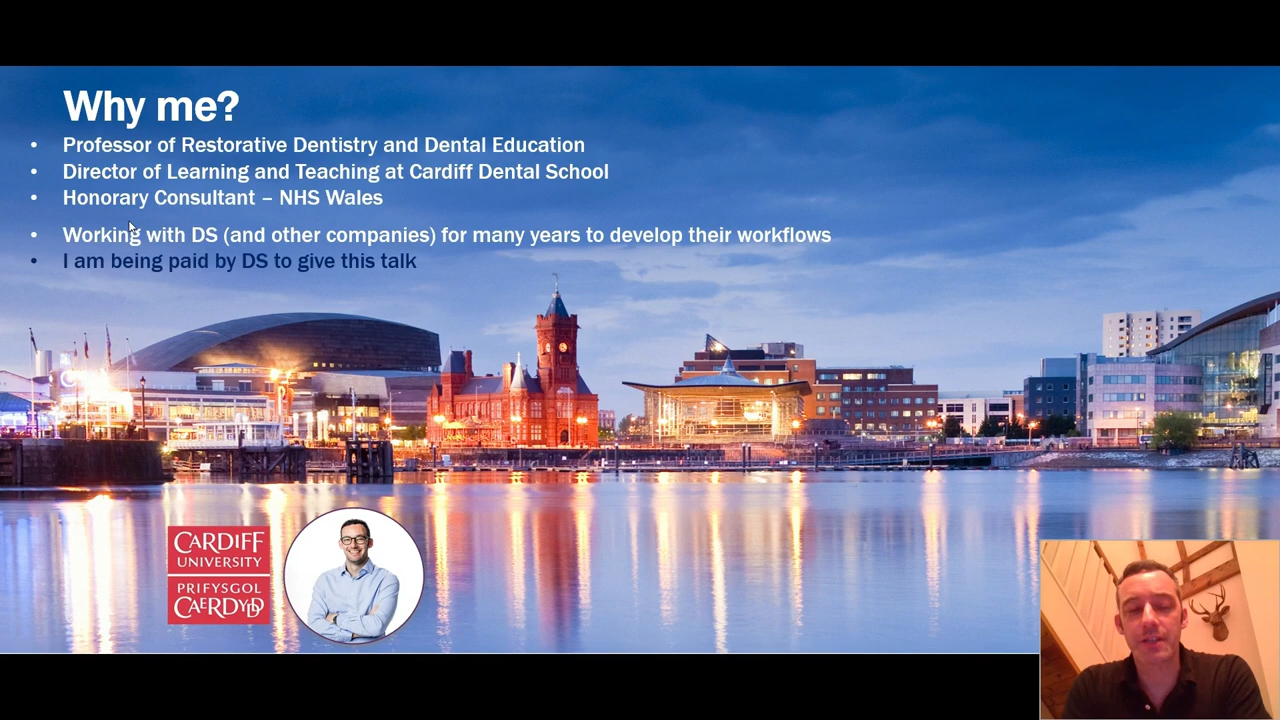 Why me?
• Professor of Restorative Dentistry and Dental Education
• Director of Learning and Teaching at Cardiff Dental School
• Honorary Consultant – NHS Wales
• Working with DS (and other companies) for many years to develop their workflows
• I am being paid by DS to give this talk
CARDIFF
UNIVERSITY
PRIFYSGOL
CAERDYDD